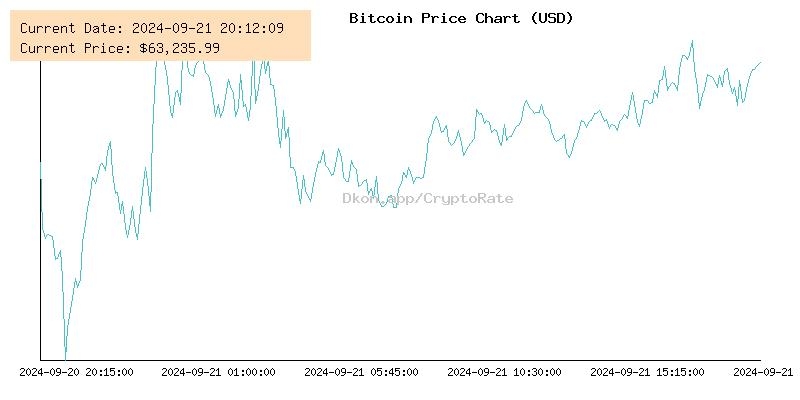 Bitcoin Price Chart (USD)
Current Date: 2024-09-21 20:12:09
Current Price: $63,235.99
Dkon.app/CryptoRate
2024-09-20 20:15:00 2024-09-21 01:00:00 2024-09-21 05:45:00 2024-09-21 10:30:00 2024-09-21 15:15:00 2024-09-21